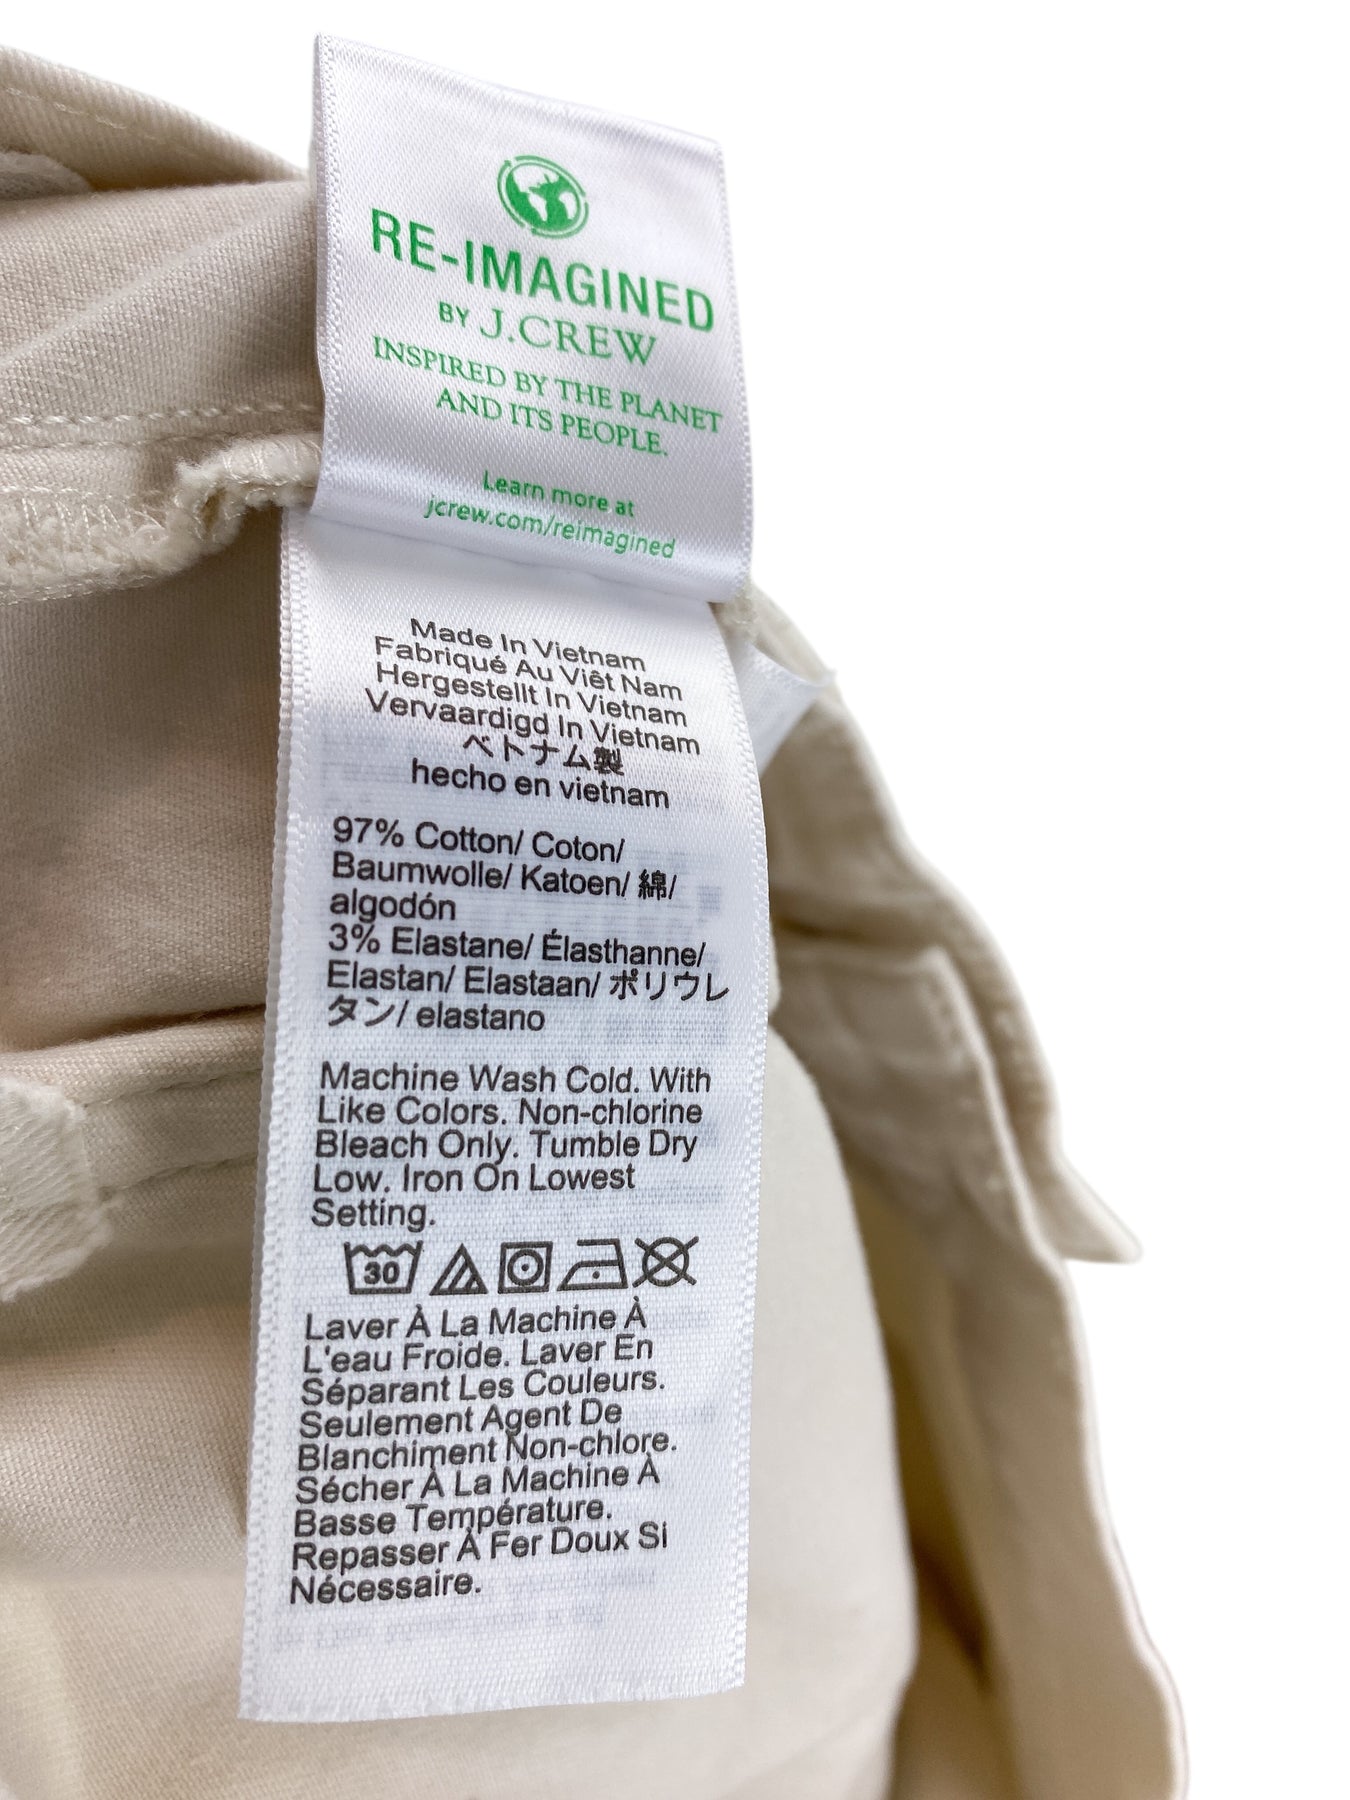 RE-IMAGINED
BY J.CREW
INSPIRED BY THE PLANET
AND ITS PEOPLE.
Learn more at
jcrew.com/reimagined
Made In Vietnam
Fabriqué Au Viêt Nam
Hergestellt In Vietnam
Vervaardigd In Vietnam
ベトナム製
hecho en vietnam
97% Cotton/ Coton/
Baumwolle/ Katoen/ 綿/
algodón
3% Elastane/ Élasthanne/
Elastan/ Elastaan/ ポリウレ
タン/ elastano
Machine Wash Cold. With
Like Colors. Non-chlorine
Bleach Only. Tumble Dry
Low. Iron On Lowest
Setting.
30
Laver À La Machine À
L'eau Froide. Laver En
Séparant Les Couleurs.
Seulement Agent De
Blanchiment Non-chlore.
Sécher À La Machine À
Basse Température.
Repasser À Fer Doux Si
Nécessaire.